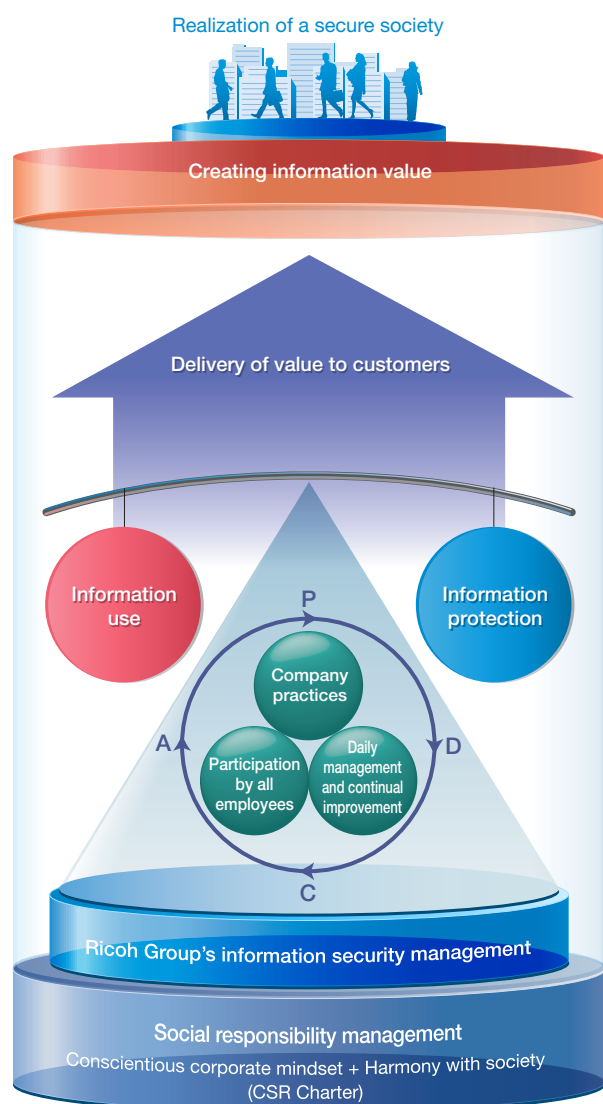 Realization of a secure society
Creating information value
Delivery of value to customers
Information
use
Information
protection
P
Company
practices
A
D
Participation
by all
employees
Daily
management
and continual
improvement
C
Ricoh Group's information security management
Social responsibility management
Conscientious corporate mindset + Harmony with society
(CSR Charter)